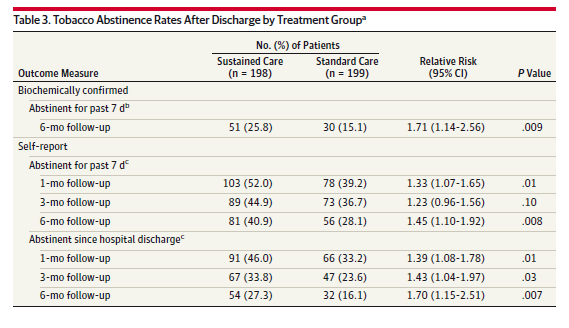 Table 3. Tobacco Abstinence Rates After Discharge by Treatment Groupᵃ
No. (%) of Patients
Outcome Measure Sustained Care (n = 198) Standard Care (n = 199) Relative Risk (95% CI) P Value
Biochemically confirmed
Abstinent for past 7 dᵇ
6-mo follow-up 51 (25.8) 30 (15.1) 1.71 (1.14-2.56) .009
Self-report
Abstinent for past 7 dᶜ
1-mo follow-up 103 (52.0) 78 (39.2) 1.33 (1.07-1.65) .01
3-mo follow-up 89 (44.9) 73 (36.7) 1.23 (0.96-1.56) .10
6-mo follow-up 81 (40.9) 56 (28.1) 1.45 (1.10-1.92) .008
Abstinent since hospital dischargeᶜ
1-mo follow-up 91 (46.0) 66 (33.2) 1.39 (1.08-1.78) .01
3-mo follow-up 67 (33.8) 47 (23.6) 1.43 (1.04-1.97) .03
6-mo follow-up 54 (27.3) 32 (16.1) 1.70 (1.15-2.51) .007